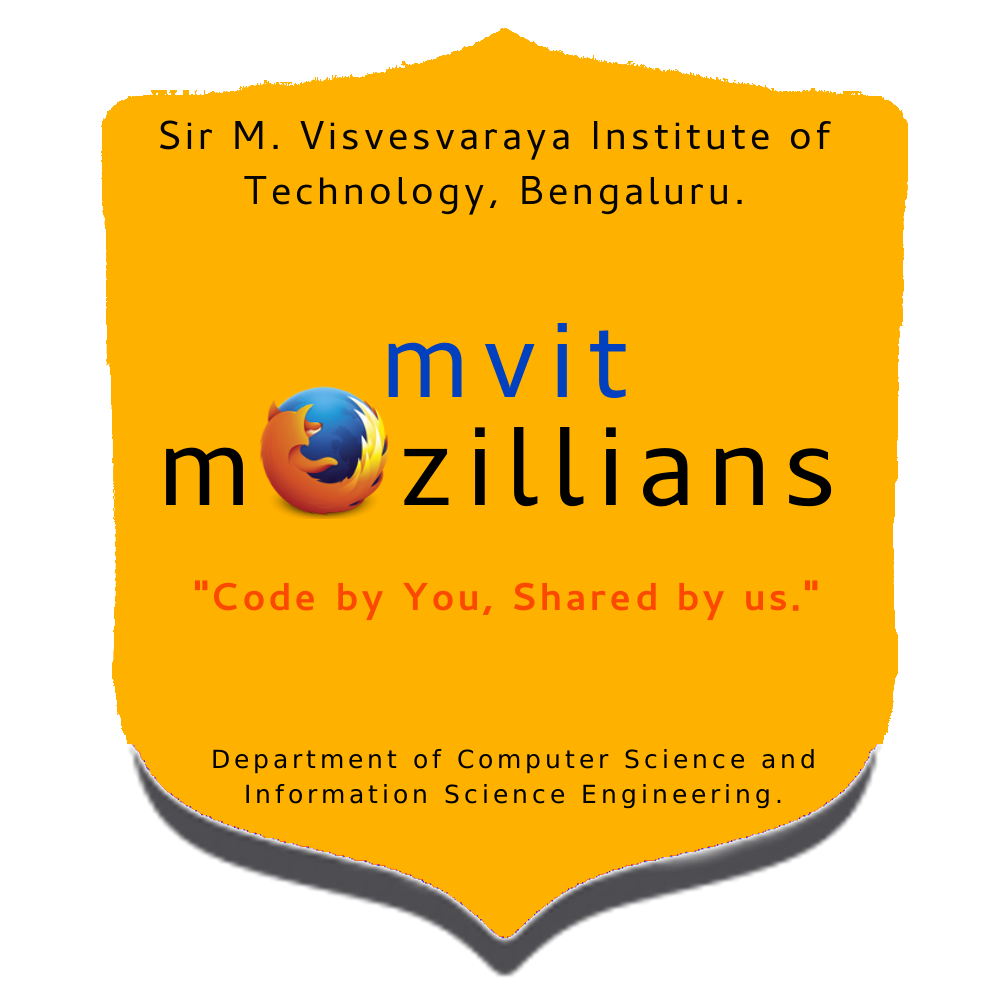 Sir M. Visvesvaraya Institute of
Technology, Bengaluru.
mvit
mozillians
"Code by You, Shared by us."
Department of Computer Science and
Information Science Engineering.